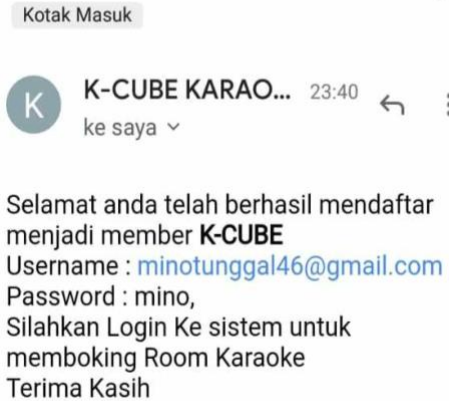 Kotak Masuk
K
K-CUBE KARAO... 23:40
ke saya
Selamat anda telah berhasil mendaftar
menjadi member K-CUBE
Username : minotunggal46@gmail.com
Password : mino,
Silahkan Login Ke sistem untuk
memboking Room Karaoke
Terima Kasih